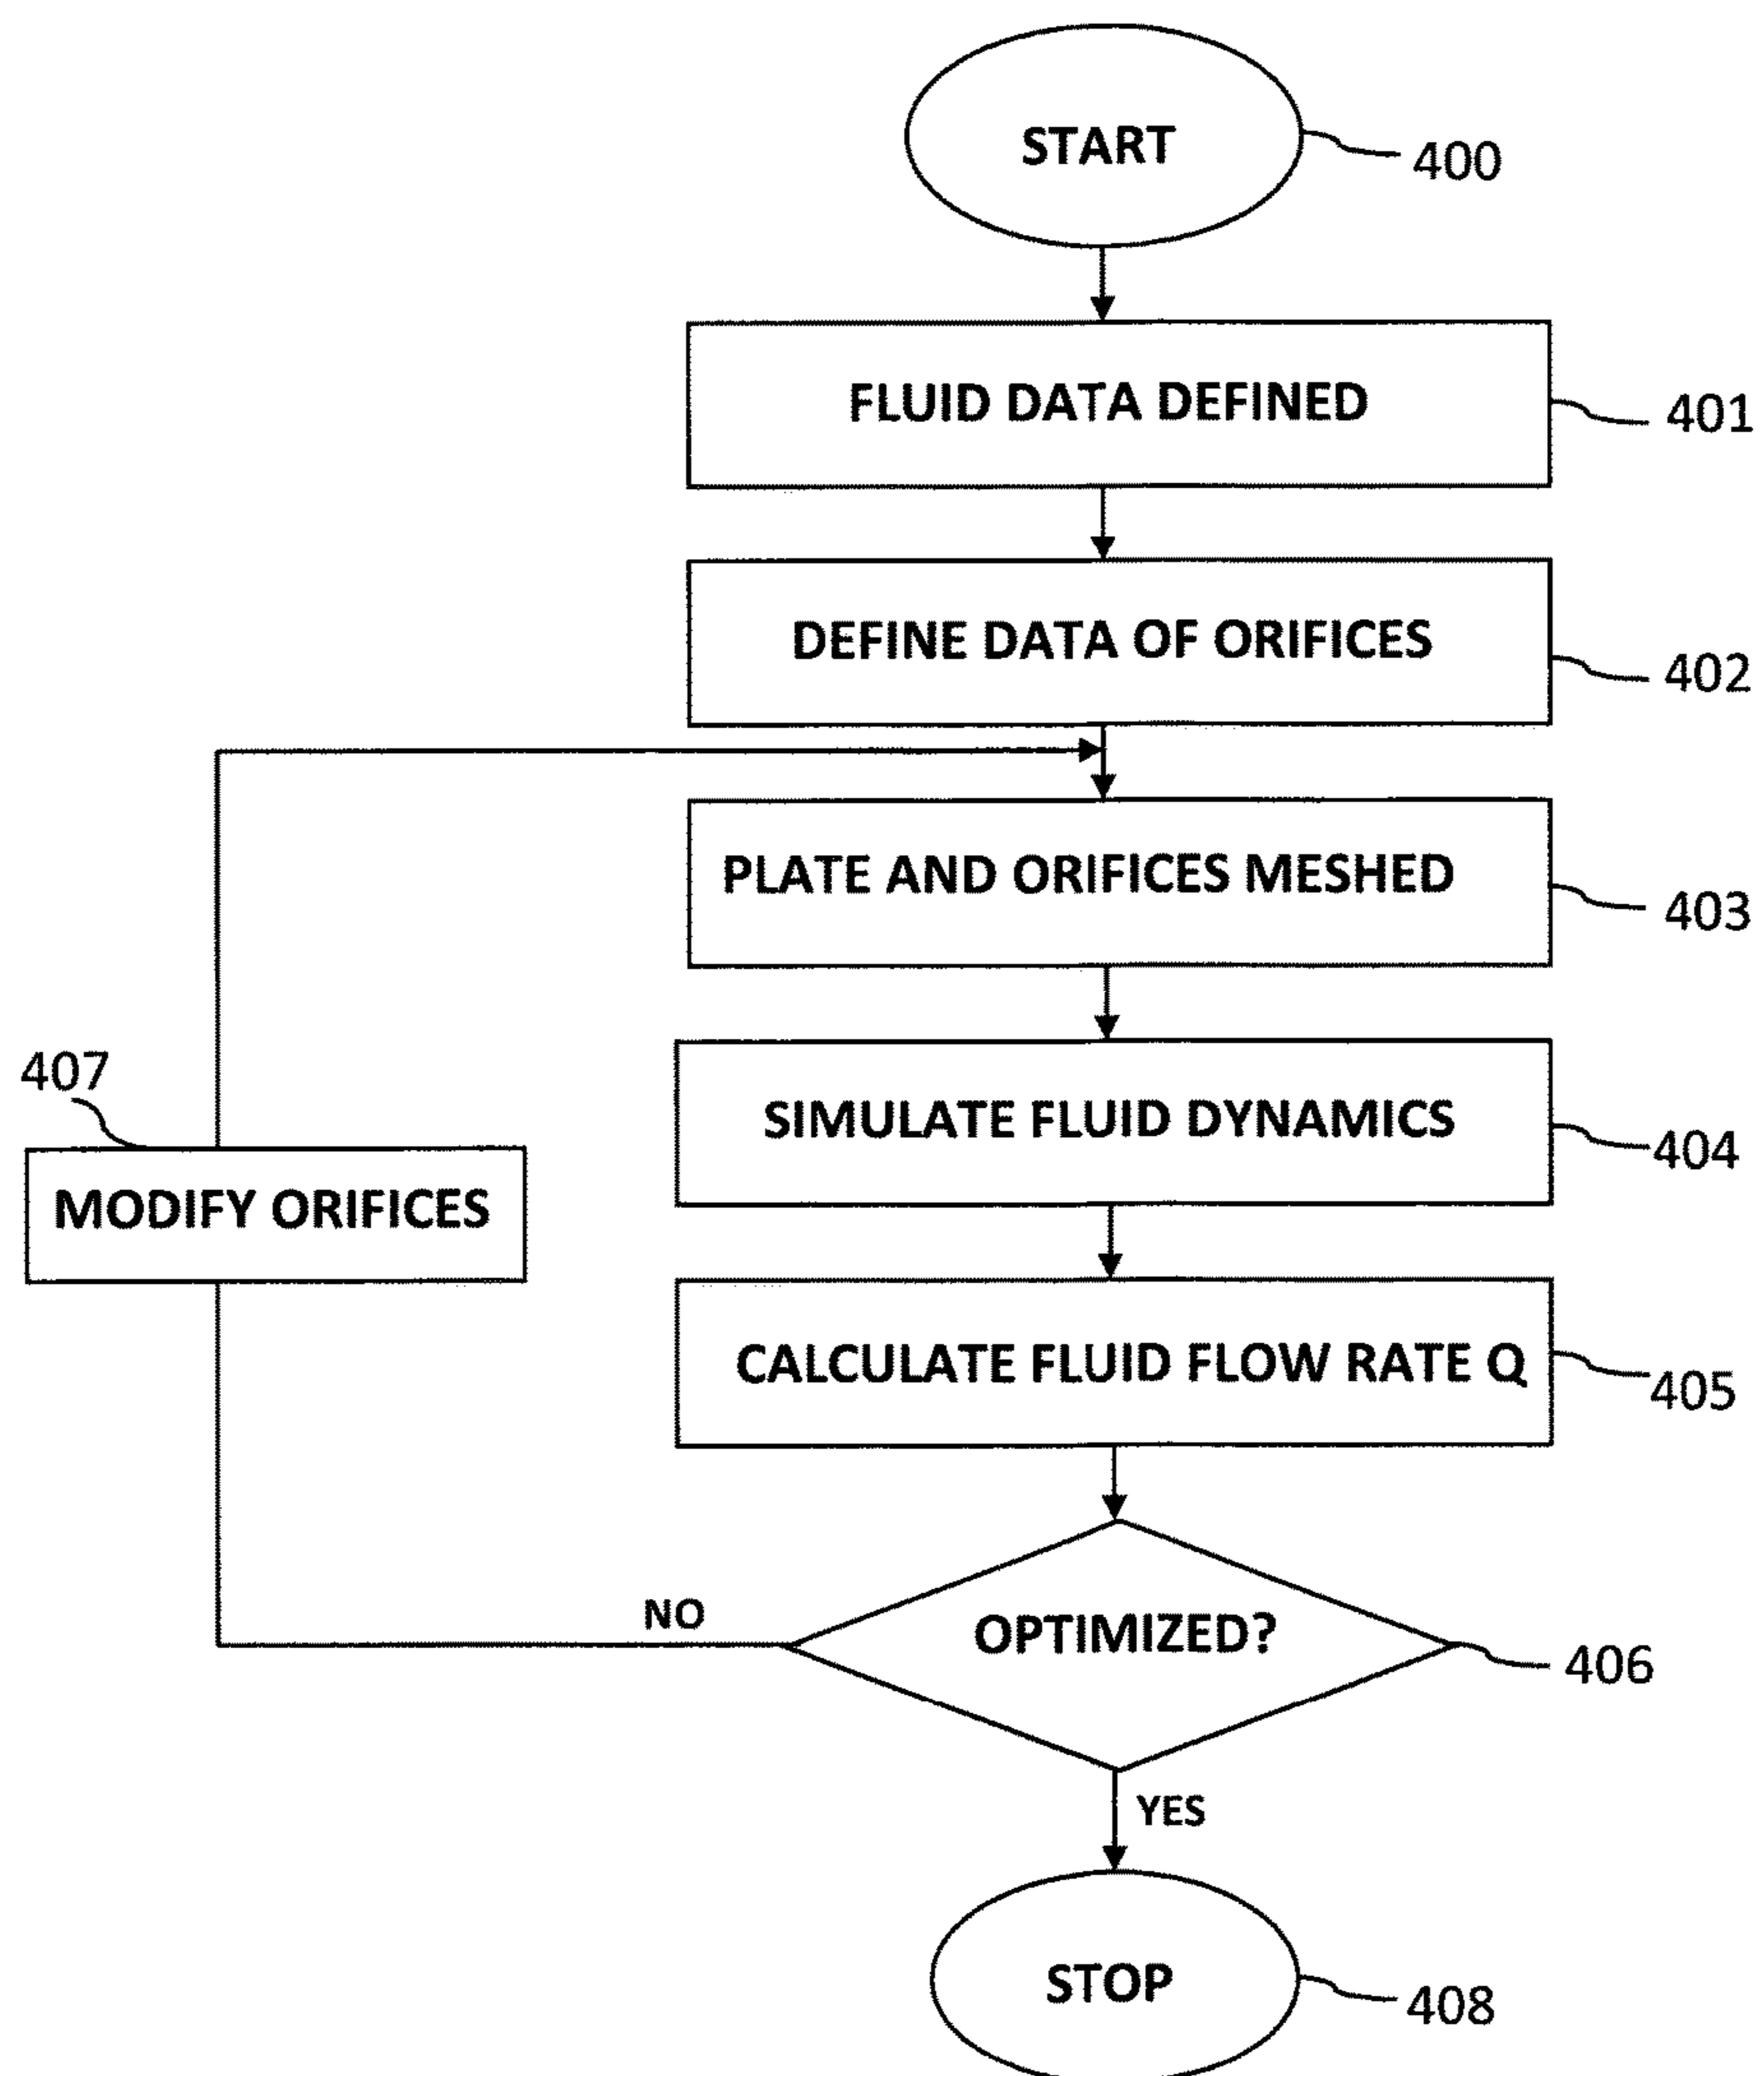 START
400
FLUID DATA DEFINED
401
DEFINE DATA OF ORIFICES
402
PLATE AND ORIFICES MESHED
403
SIMULATE FLUID DYNAMICS
404
407
MODIFY ORIFICES
CALCULATE FLUID FLOW RATE Q
405
NO
OPTIMIZED?
406
YES
STOP
408